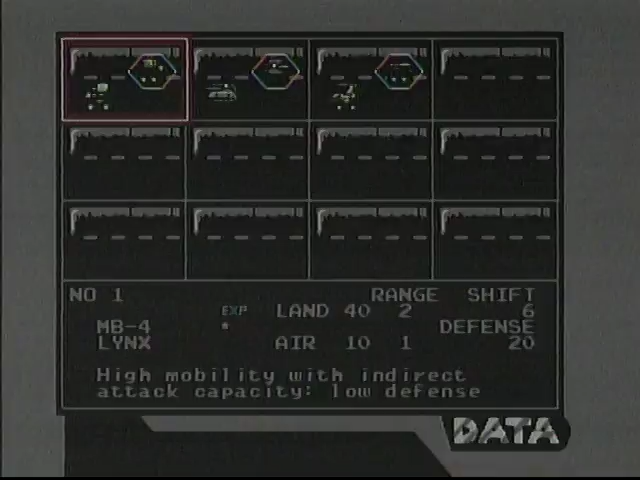 NO 1 RANGE SHIFT
EXP LAND 40 2 6
MB-4 * DEFENSE
LYNX AIR 10 1 20
High mobility with indirect
attack capacity: low defense
DATA